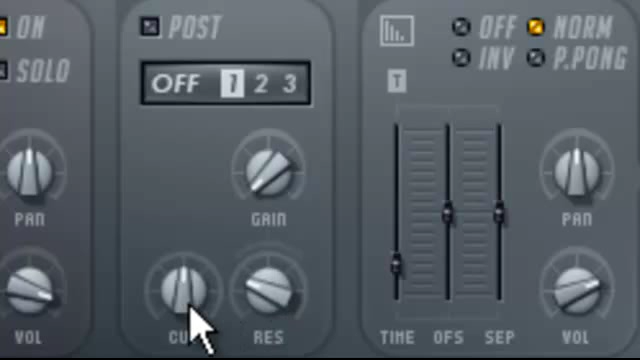 ON
SOLO
PAN
VOL
POST
OFF 1 2 3
GAIN
RES
OFF NORM
INV P.PONG
T
TIME OFS SEP
PAN
VOL